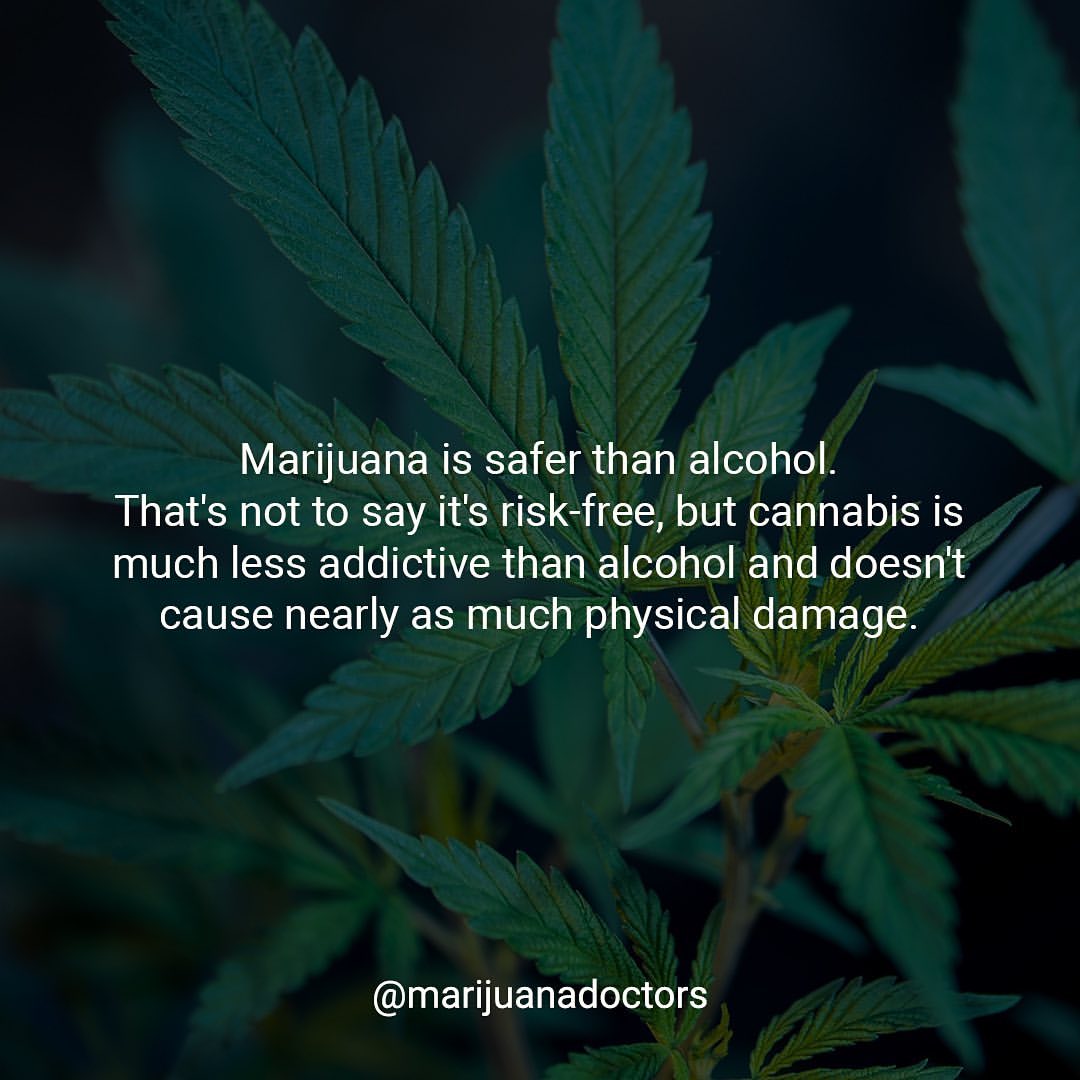 Marijuana is safer than alcohol.
That's not to say it's risk-free, but cannabis is
much less addictive than alcohol and doesn't
cause nearly as much physical damage.
@marijuanadoctors